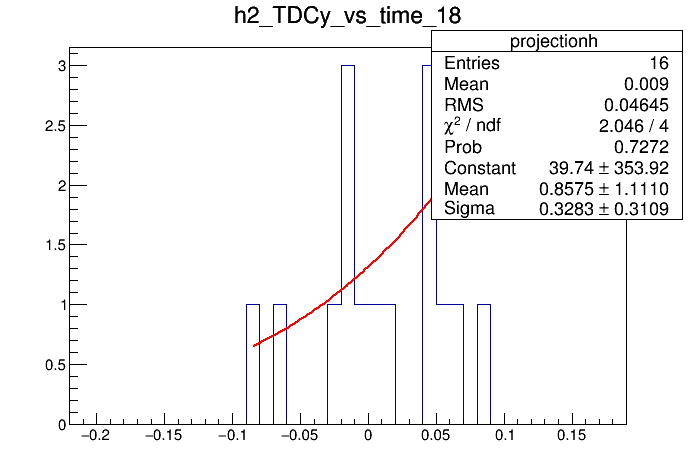 h2_TDCy_vs_time_18
projectionh
Entries 16
Mean 0.009
RMS 0.04645
χ² / ndf 2.046 / 4
Prob 0.7272
Constant 39.74 ± 353.92
Mean 0.8575 ± 1.1110
Sigma 0.3283 ± 0.3109
3
2.5
2
1.5
1
0.5
0
−0.2 −0.15 −0.1 −0.05 0 0.05 0.1 0.15